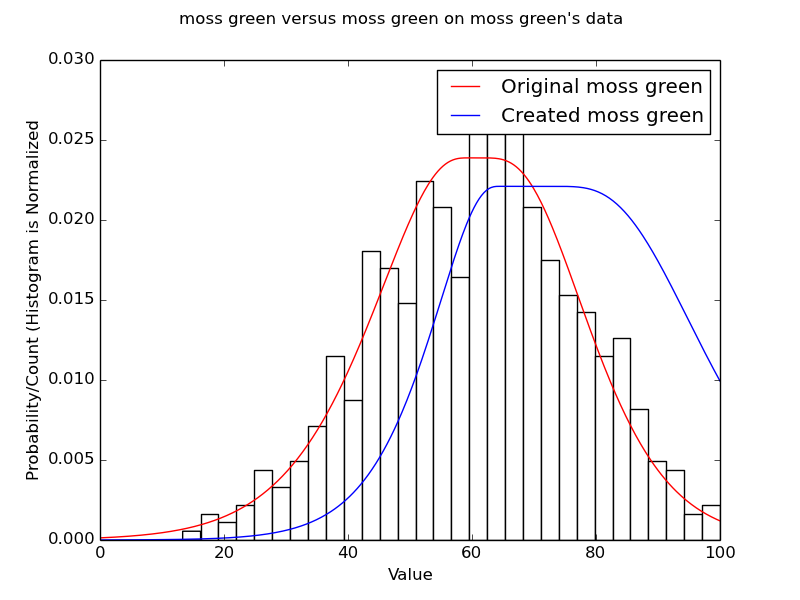 moss green versus moss green on moss green's data
0.030
0.025
0.020
0.015
0.010
0.005
0.000
Probability/Count (Histogram is Normalized
Original moss green
Created moss green
0
20
40
60
80
100
Value